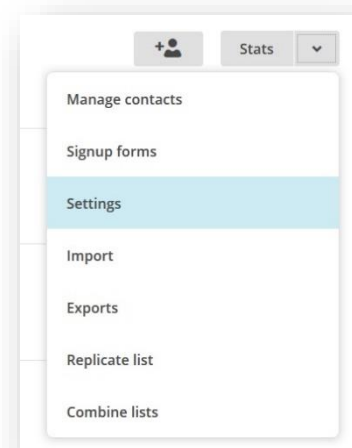 Stats
Manage contacts
Signup forms
Settings
Import
Exports
Replicate list
Combine lists